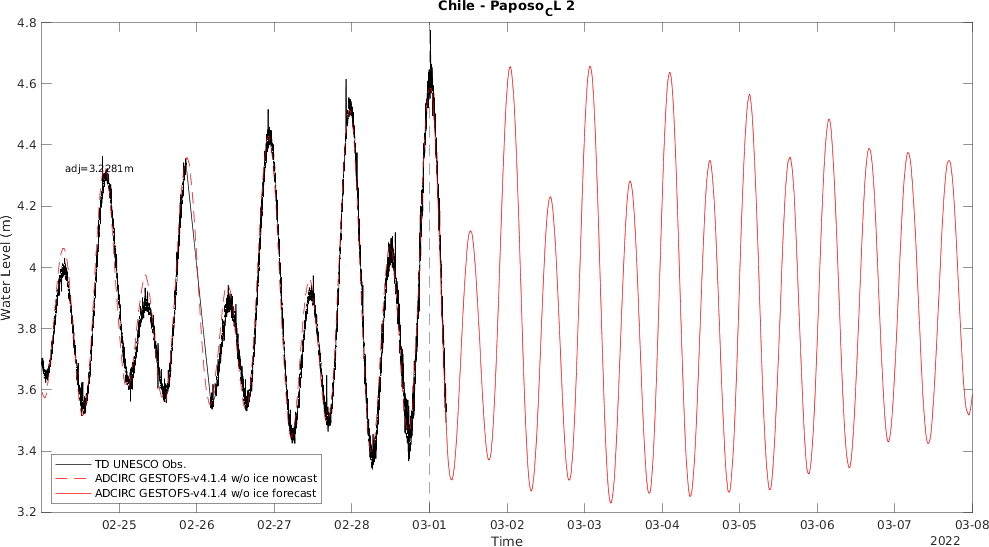 Chile - Paposo_CL 2
4.8
4.6
4.4
4.2
4
3.8
3.6
3.4
3.2
Water Level (m)
adj=3.2281m
TD UNESCO Obs.
ADCIRC GESTOFS-v4.1.4 w/o ice nowcast
ADCIRC GESTOFS-v4.1.4 w/o ice forecast
02-25 02-26 02-27 02-28 03-01 03-02 03-03 03-04 03-05 03-06 03-07 03-08
Time
2022